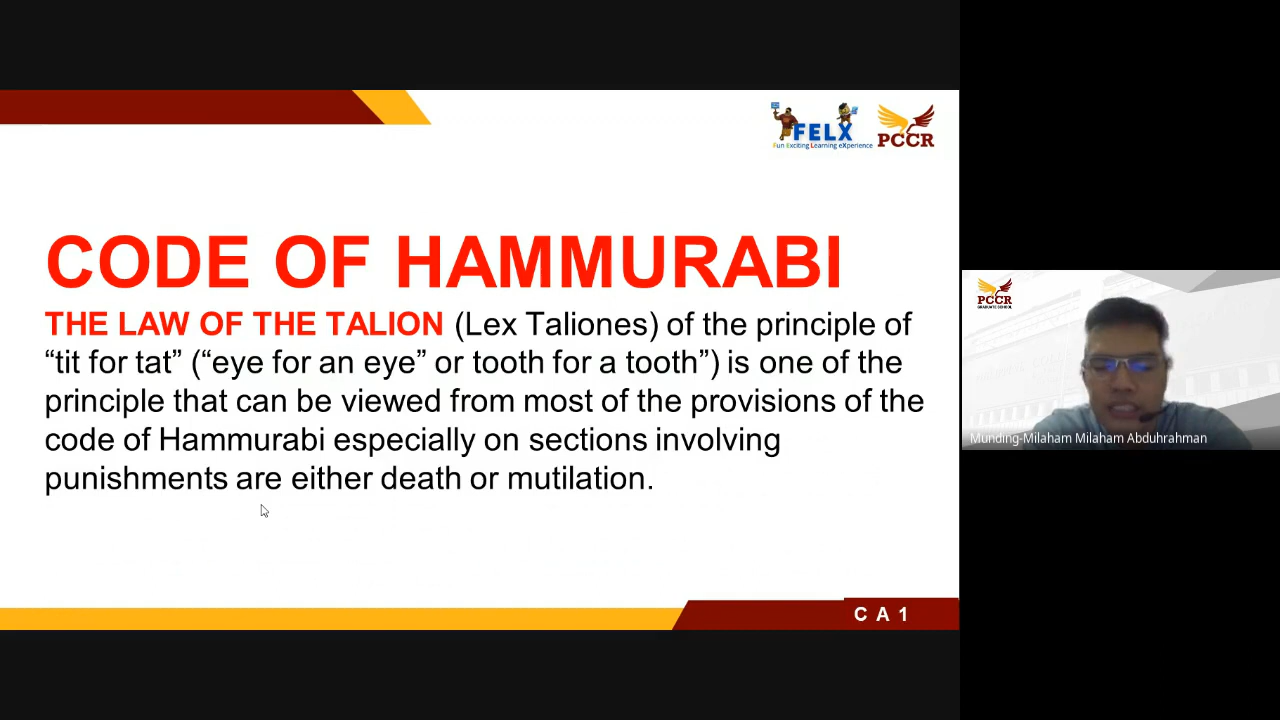 FELX
Fun Exciting Learning eXperience
PCCR
CODE OF HAMMURABI
THE LAW OF THE TALION (Lex Taliones) of the principle of
“tit for tat” (“eye for an eye” or tooth for a tooth”) is one of the
principle that can be viewed from most of the provisions of the
code of Hammurabi especially on sections involving
punishments are either death or mutilation.
CA1
PCCR
GRADUATE SCHOOL
Munding-Milaham Milaham Abduhrahman